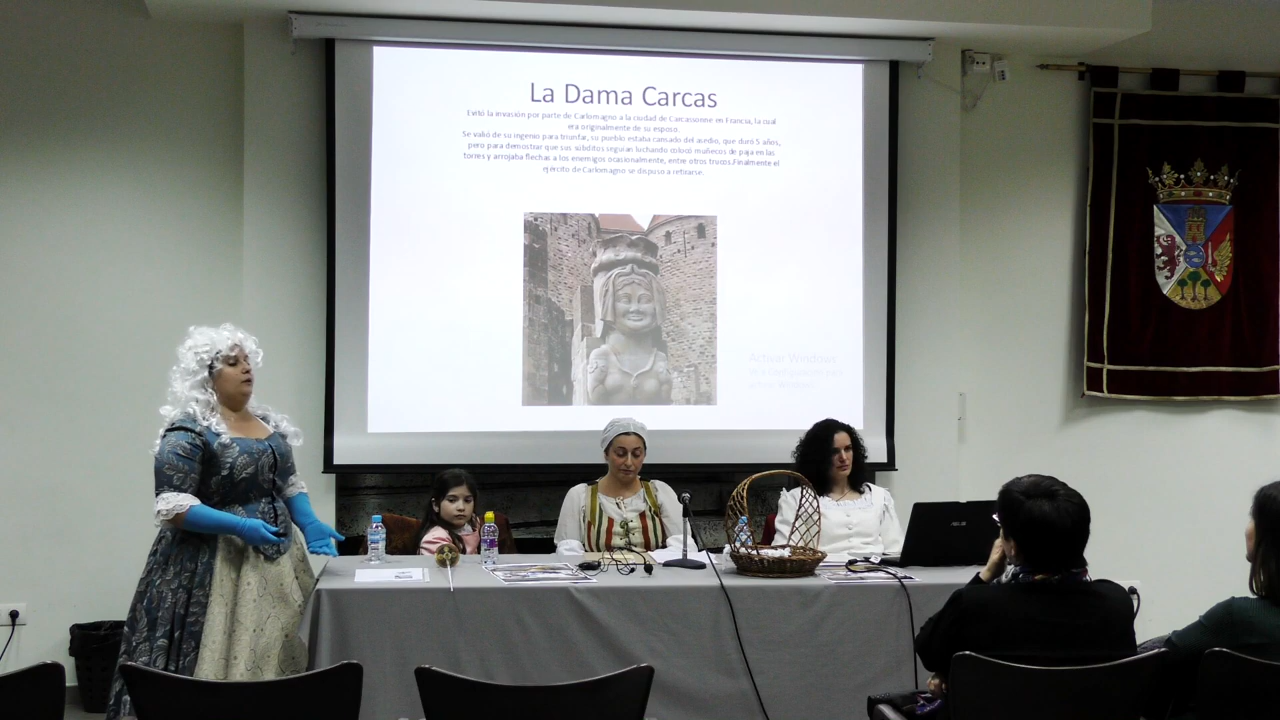 La Dama Carcas
Evitó la invasión por parte de Carlomagno a la ciudad de Carcassonne en Francia, la cual
era originalmente de su esposo.
Se valió de su ingenio para triunfar, su pueblo estaba cansado del asedio, que duró 5 años,
pero para demostrar que sus súbditos seguían luchando colocó muñecos de paja en las
torres y arrojaba flechas a los enemigos ocasionalmente, entre otros trucos.Finalmente el
ejército de Carlomagno se dispuso a retirarse.
Activar Windows
ASUS